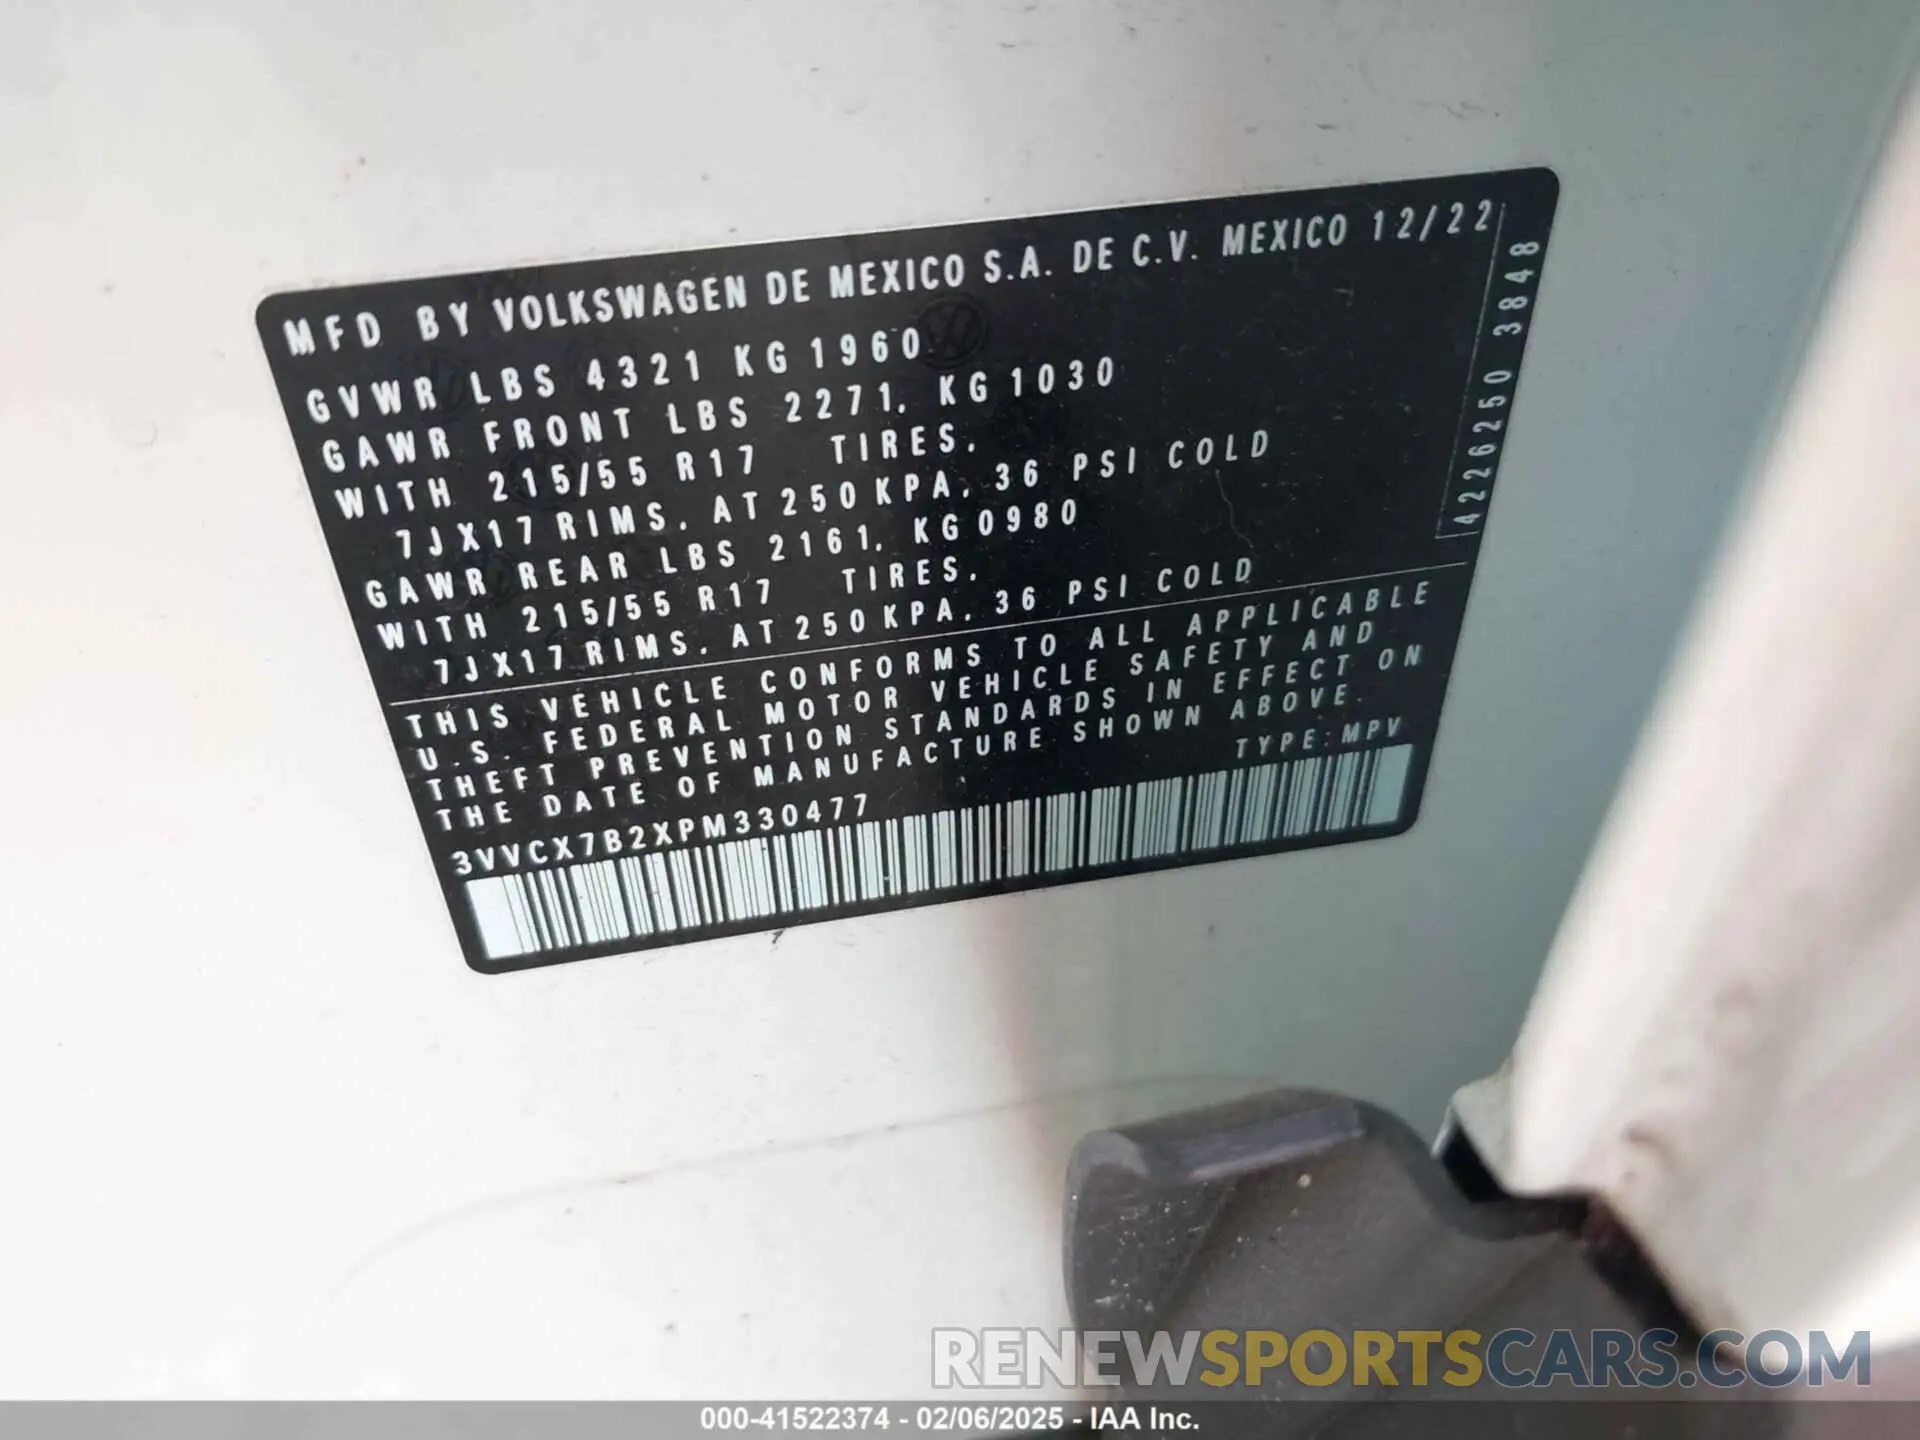 MFD BY VOLKSWAGEN DE MEXICO S.A. DE C.V. MEXICO 12/22
GVWR LBS 4321 KG 1960
GAWR FRONT LBS 2271, KG 1030
WITH 215/55 R17 TIRES,
7JX17 RIMS, AT 250 KPA, 36 PSI COLD
GAWR REAR LBS 2161, KG 0980
WITH 215/55 R17 TIRES,
7JX17 RIMS, AT 250 KPA, 36 PSI COLD
4226250 3848
THIS VEHICLE CONFORMS TO ALL APPLICABLE
U.S. FEDERAL MOTOR VEHICLE SAFETY AND
THEFT PREVENTION STANDARDS IN EFFECT ON
THE DATE OF MANUFACTURE SHOWN ABOVE.
TYPE: MPV
3VVCX7B2XPM330477
RENEWSPORTSCARS.COM
000-41522374 - 02/06/2025 - IAA Inc.